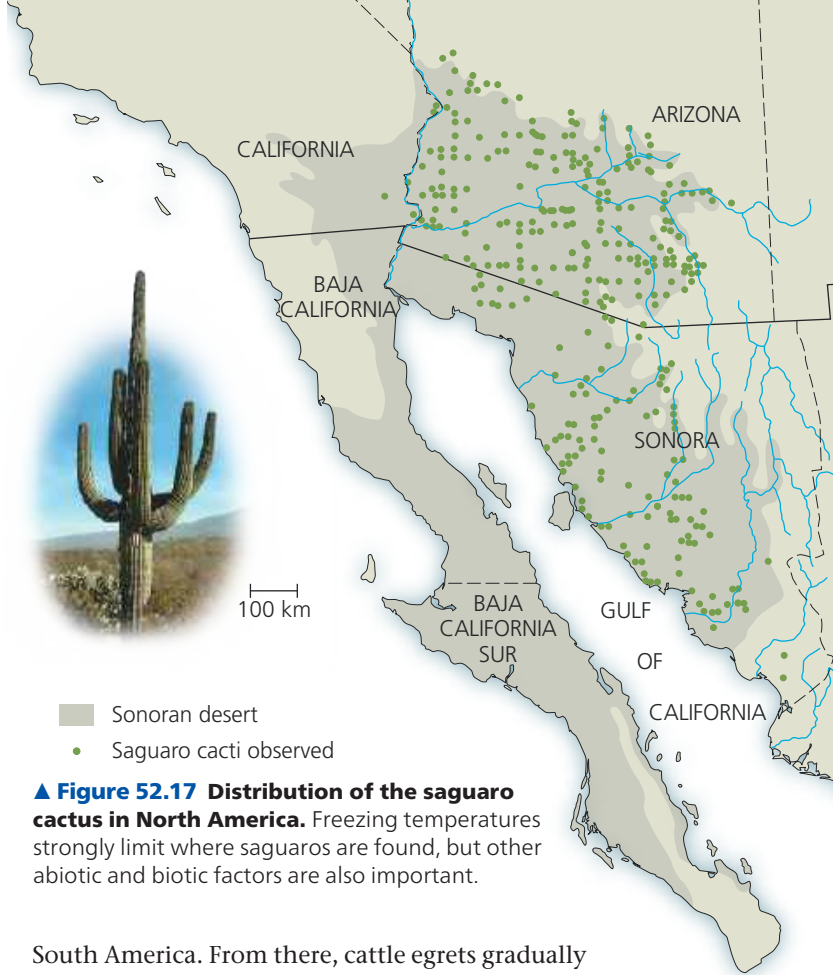 ARIZONA
CALIFORNIA
BAJA
CALIFORNIA
SONORA
100 km
BAJA
CALIFORNIA
SUR
GULF
OF
CALIFORNIA
Sonoran desert
Saguaro cacti observed
▲ Figure 52.17 Distribution of the saguaro
cactus in North America. Freezing temperatures
strongly limit where saguaros are found, but other
abiotic and biotic factors are also important.
South America. From there, cattle egrets gradually